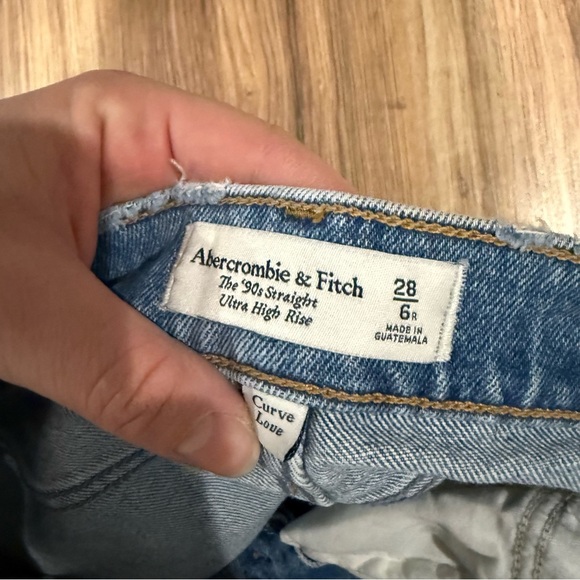 Abercrombie & Fitch
The '90s Straight
Ultra High Rise
28
6R
MADE IN
GUATEMALA
Curve
Love